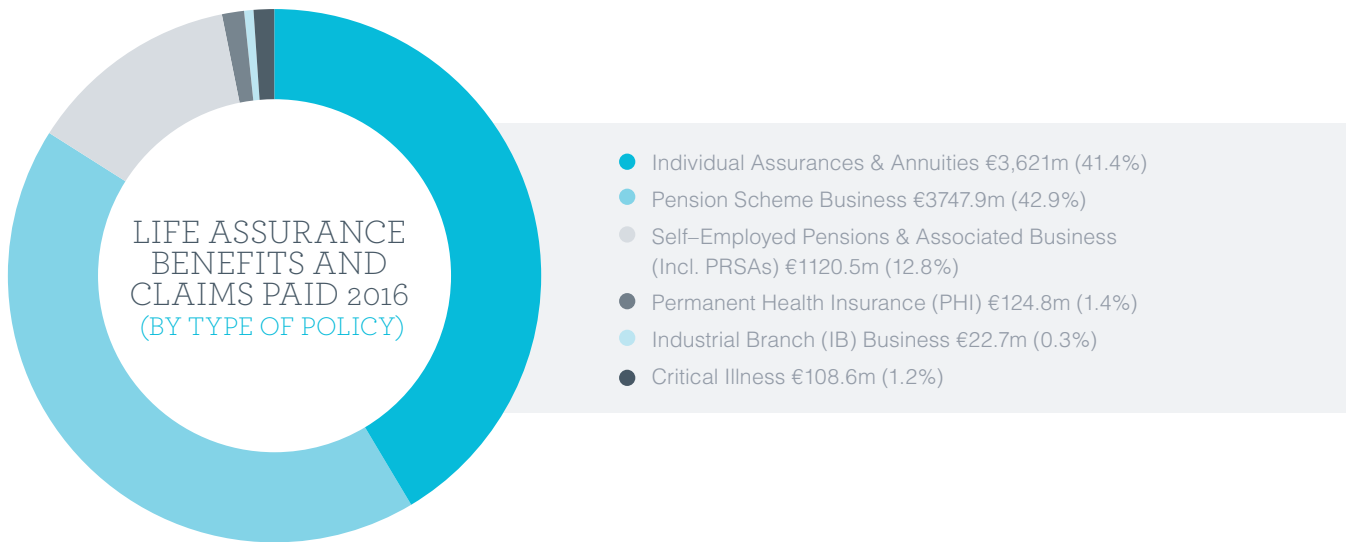 LIFE ASSURANCE
BENEFITS AND
CLAIMS PAID 2016
(BY TYPE OF POLICY)
Individual Assurances & Annuities €3,621m (41.4%)
Pension Scheme Business €3747.9m (42.9%)
Self–Employed Pensions & Associated Business
(Incl. PRSAs) €1120.5m (12.8%)
Permanent Health Insurance (PHI) €124.8m (1.4%)
Industrial Branch (IB) Business €22.7m (0.3%)
Critical Illness €108.6m (1.2%)